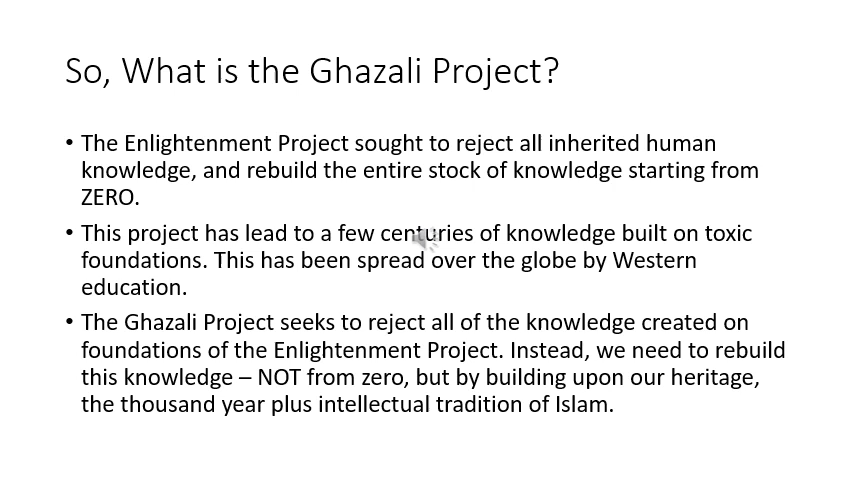 So, What is the Ghazali Project?
• The Enlightenment Project sought to reject all inherited human
knowledge, and rebuild the entire stock of knowledge starting from
ZERO.
• This project has lead to a few centuries of knowledge built on toxic
foundations. This has been spread over the globe by Western
education.
• The Ghazali Project seeks to reject all of the knowledge created on
foundations of the Enlightenment Project. Instead, we need to rebuild
this knowledge – NOT from zero, but by building upon our heritage,
the thousand year plus intellectual tradition of Islam.